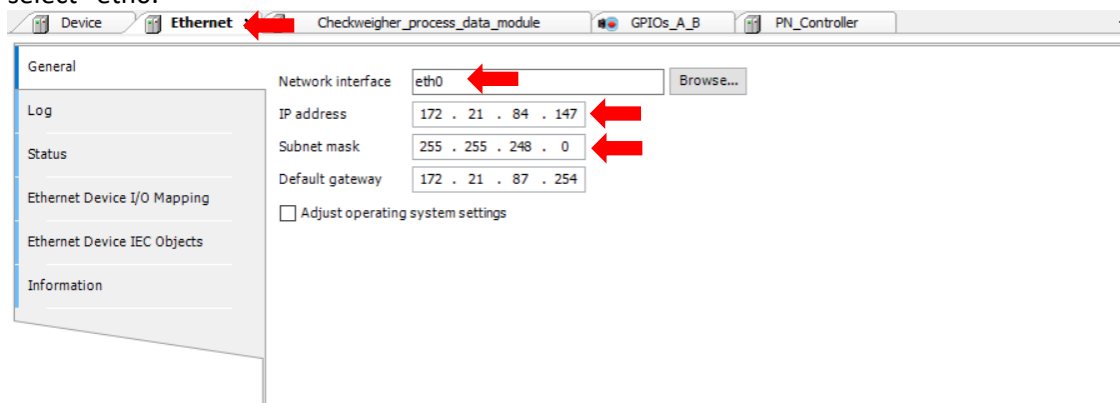 select "eth0.
Device Ethernet Checkweigher_process_data_module GPIOs_A_B PN_Controller
General
Network interface eth0 Browse...
Log
IP address 172 . 21 . 84 . 147
Subnet mask 255 . 255 . 248 . 0
Status
Default gateway 172 . 21 . 87 . 254
Ethernet Device I/O Mapping
Adjust operating system settings
Ethernet Device IEC Objects
Information